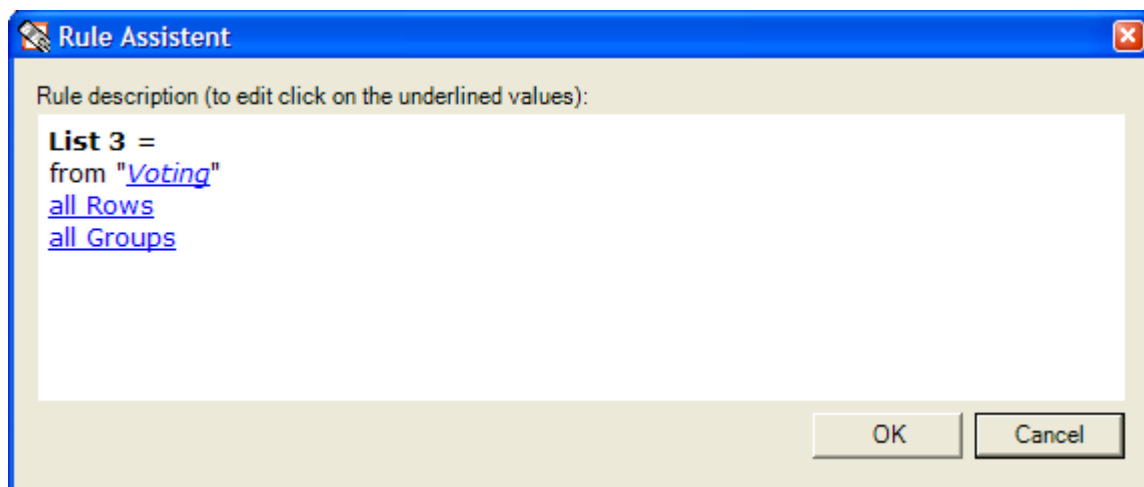 Rule Assistent
Rule description (to edit click on the underlined values):
List 3 =
from "Voting"
all Rows
all Groups
OK
Cancel